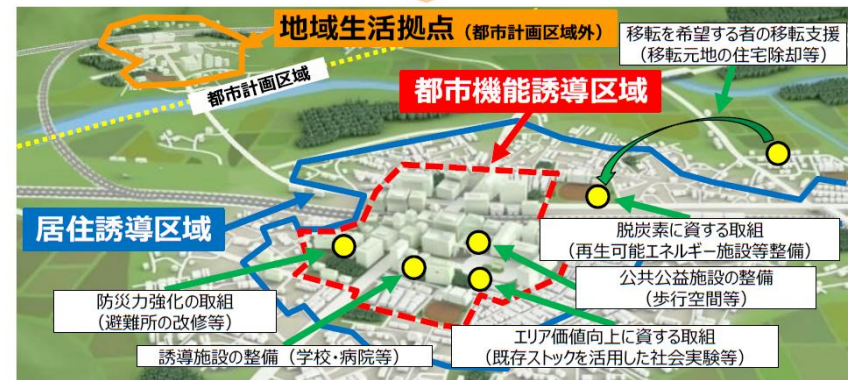 地域生活拠点（都市計画区域外）
移転を希望する者の移転支援
（移転元地の住宅除却等）
都市計画区域
都市機能誘導区域
居住誘導区域
脱炭素に資する取組
（再生可能エネルギー施設等整備）
公共公益施設の整備
（歩行空間等）
防災力強化の取組
（避難所の改修等）
エリア価値向上に資する取組
（既存ストックを活用した社会実験等）
誘導施設の整備（学校・病院等）